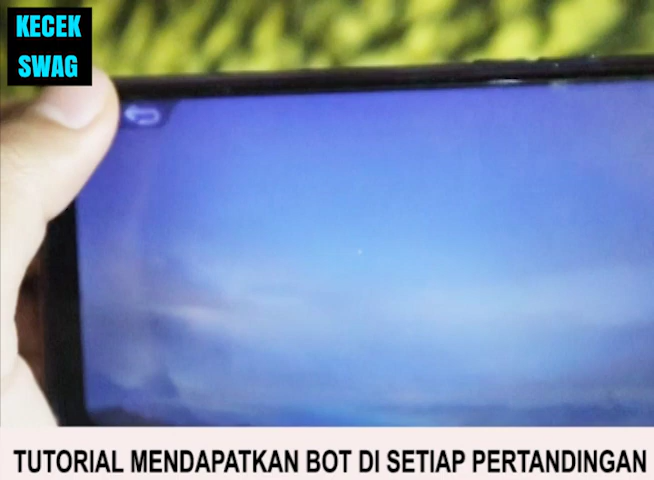 KECEK
SWAG
TUTORIAL MENDAPATKAN BOT DI SETIAP PERTANDINGAN